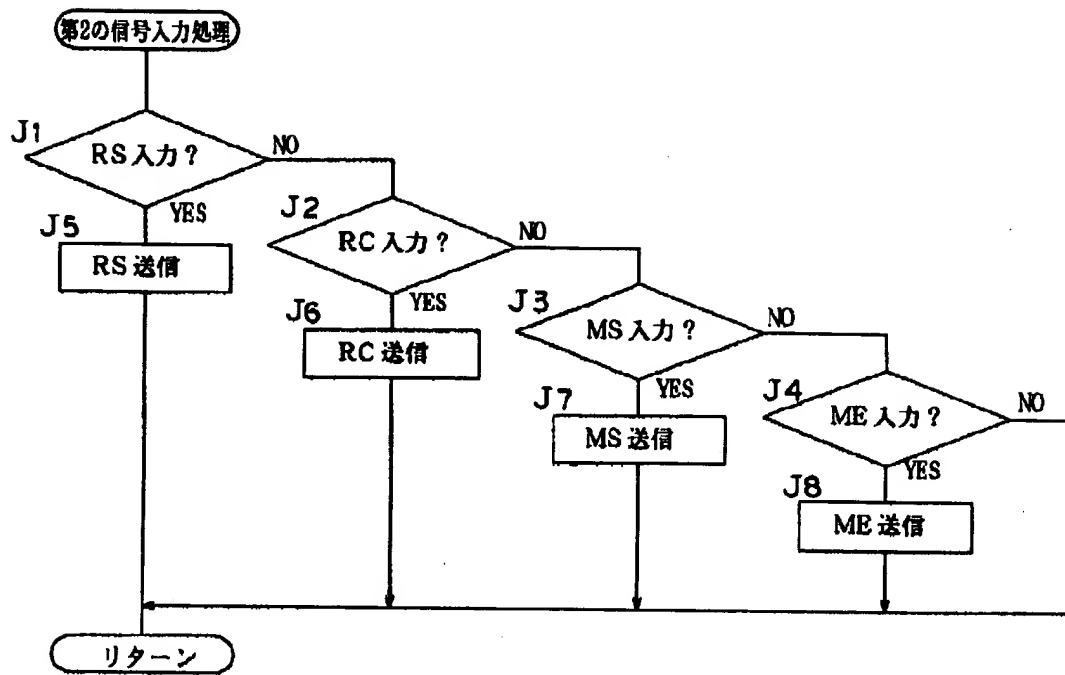 第2の信号入力処理
J1
RS入力？
NO
YES
J5
RS送信
J2
RC入力？
NO
YES
J6
RC送信
J3
MS入力？
NO
YES
J7
MS送信
J4
ME入力？
NO
YES
J8
ME送信
リターン